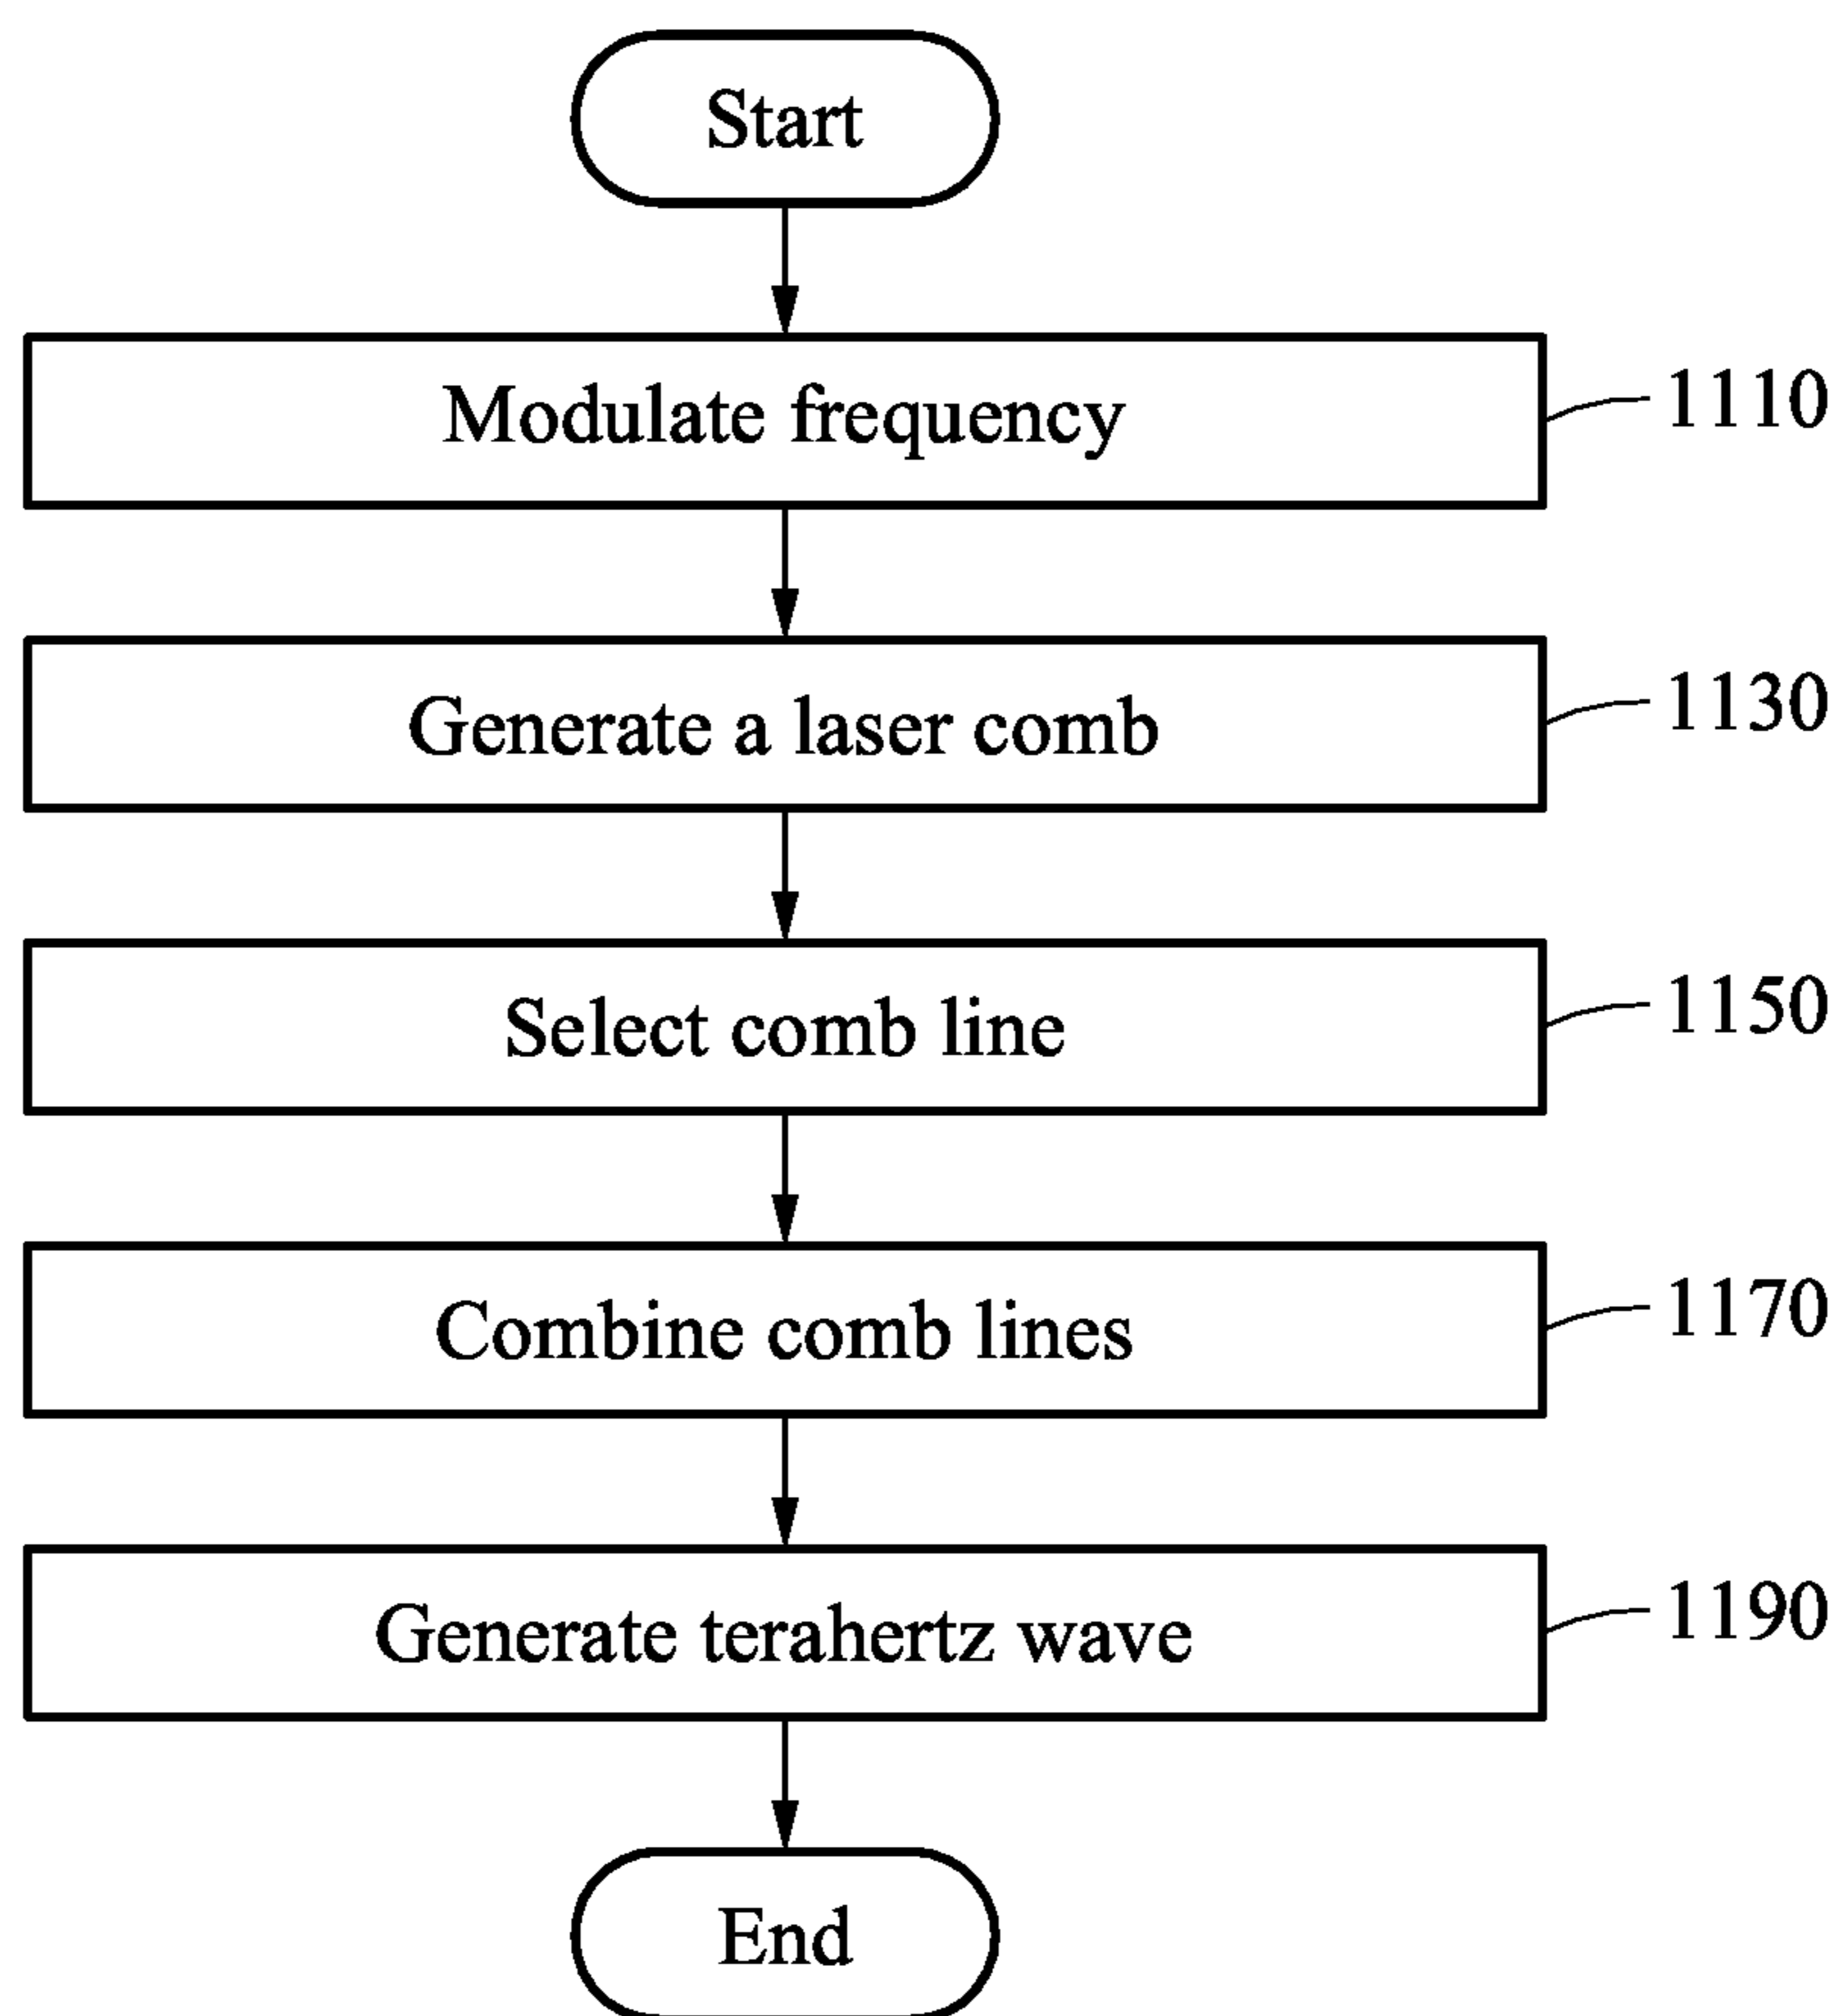 Start
Modulate frequency
1110
Generate a laser comb
1130
Select comb line
1150
Combine comb lines
1170
Generate terahertz wave
1190
End